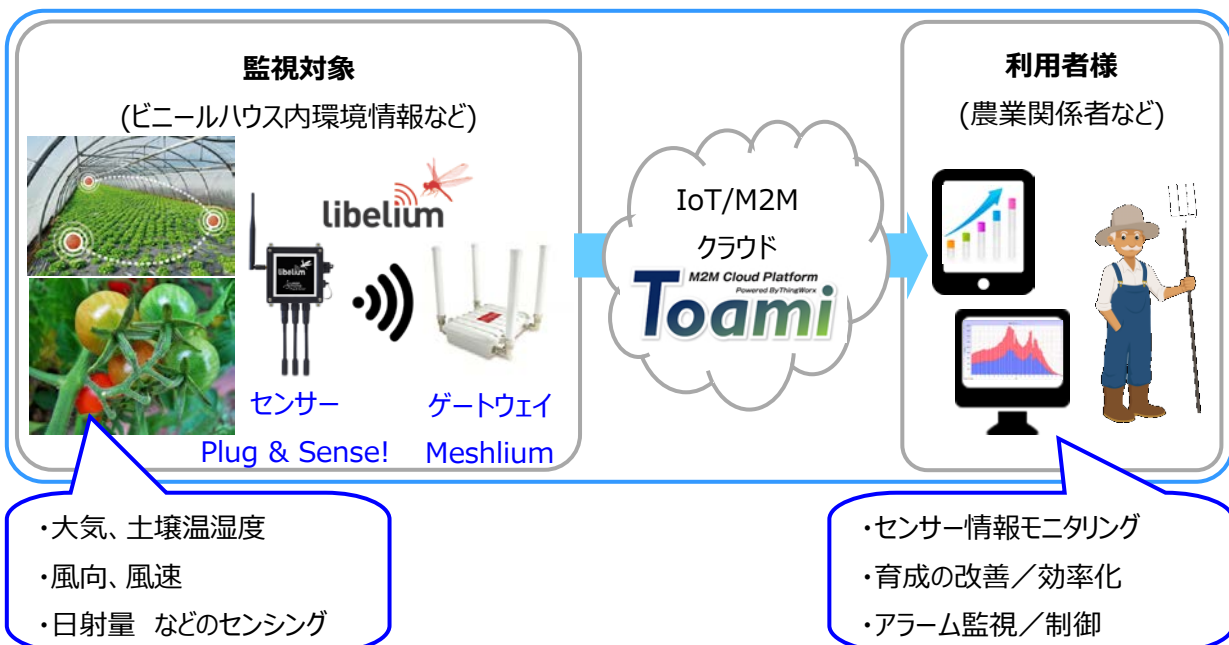 監視対象
(ビニールハウス内環境情報など)
libelium
libelium
センサー
ゲートウェイ
Plug & Sense!
Meshlium
IoT/M2M
クラウド
M2M Cloud Platform
Powered By ThingWorx
Toami
利用者様
(農業関係者など)
・大気、土壌温湿度
・風向、風速
・日射量 などのセンシング
・センサー情報モニタリング
・育成の改善／効率化
・アラーム監視／制御